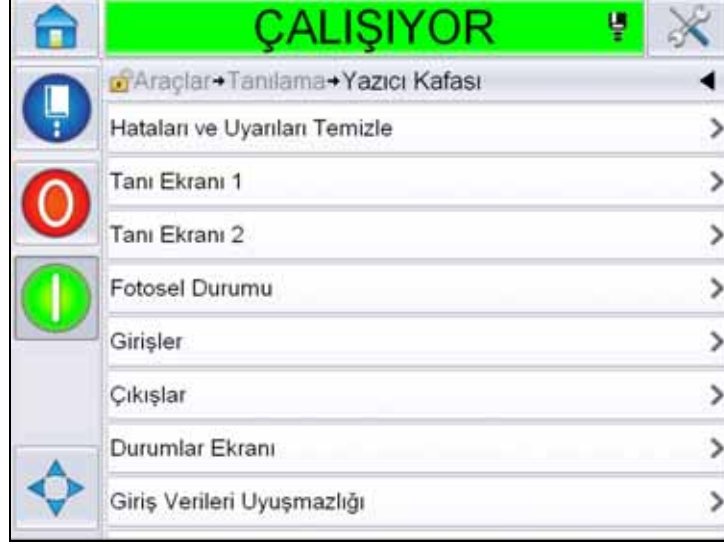 ÇALIŞIYOR
Araçlar→Tanılama→Yazıcı Kafası
Hataları ve Uyarıları Temizle
Tanı Ekranı 1
Tanı Ekranı 2
Fotosel Durumu
Girişler
Çıkışlar
Durumlar Ekranı
Giriş Verileri Uyuşmazlığı